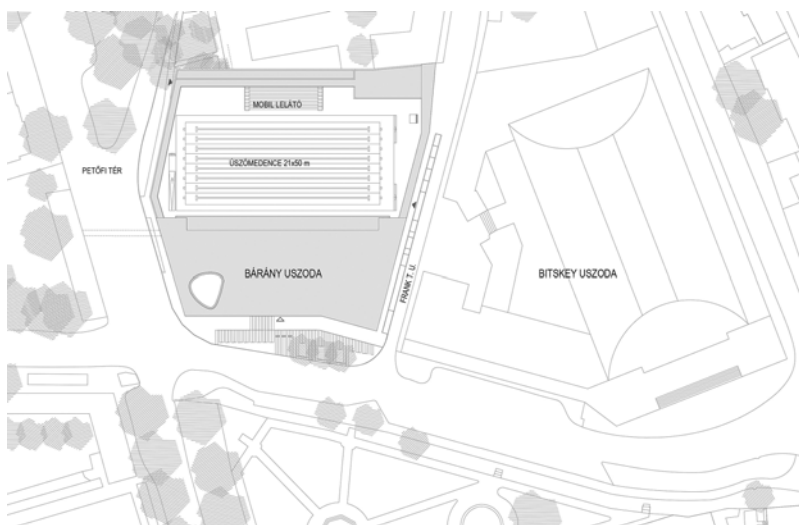 MOBIL LELÁTÓ
ÚSZÓMEDENCE 21x50 m
PETŐFI TÉR
BÁRÁNY USZODA
FRANK T. U.
BITSKEY USZODA